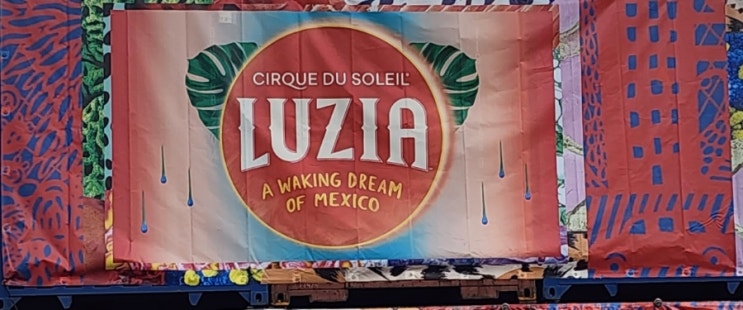 CIRQUE DU SOLEIL
LUZIA
A WAKING DREAM
OF MEXICO